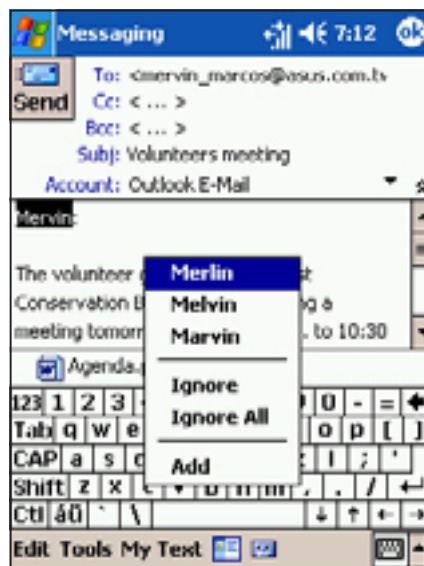 Messaging 7:12 ok
Send
To: <mervin_marcos@asus.com.tv
Cc: < ... >
Bcc: < ... >
Subj: Volunteers meeting
Account: Outlook E-Mail
Mervin:
The volunteer
Conservation
meeting . to 10:30
Merlin
Melvin
Marvin
Ignore
Ignore All
Add
Agenda.
123 1 2 3 0 - =
Tab q w e o p [ ]
CAP a s l ; '
Shift z x , . /
Ctl áü ` \
Edit Tools My Text